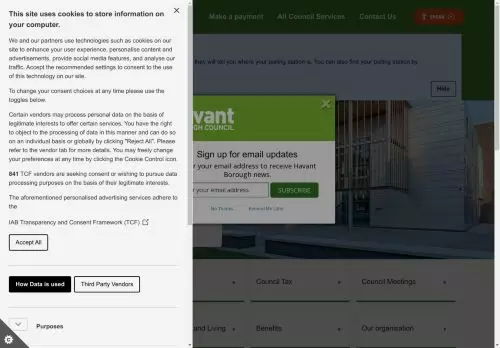 This site uses cookies to store information on
your computer.
We and our partners use technologies such as cookies on
our site to enhance your user experience, personalise content and
advertisements, provide social media features, and analyse our
traffic. Accept the recommended settings to consent to the use
of this technology on our site.
To change your consent choices at any time please use the
toggles below.
Certain vendors may process personal data on the basis of
legitimate interests to offer certain services. You have the right
to object to the processing of data in this manner and can do so
on an individual basis or globally by clicking "Reject All". Please
refer to the vendor tab for more details. You may freely change
your preferences at any time by clicking the Cookie Control icon.
841 TCF vendors are seeking consent or wishing to pursue data
processing purposes on the basis of their legitimate interests.
The aforementioned personalised advertising services adhere to
the
IAB Transparency and Consent Framework (TCF)
Accept All
How Data is used
Third Party Vendors
Purposes
Make a payment
All Council Services
Contact Us
they will tell you where your polling station is. You can also find your polling station by
Hide
vant
GH COUNCIL
Sign up for email updates
er your email address to receive Havant
Borough news.
er your email address.
SUBSCRIBE
No Thanks
Remind Me Later
Council Tax
Council Meetings
and Living
Benefits
Our organisation